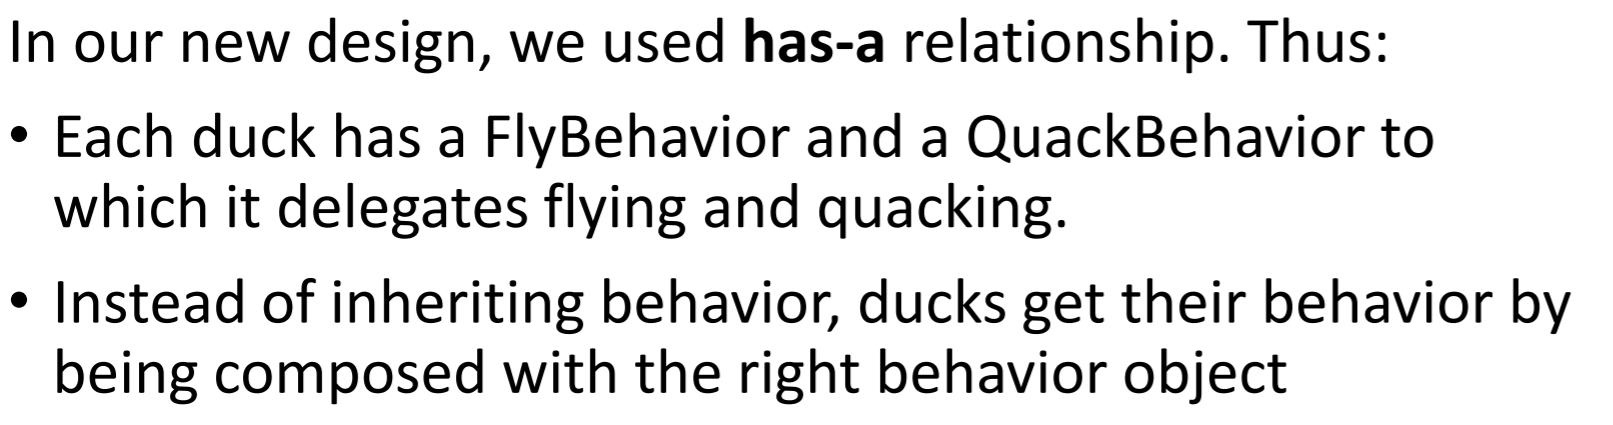 In our new design, we used has-a relationship. Thus:
• Each duck has a FlyBehavior and a QuackBehavior to
which it delegates flying and quacking.
• Instead of inheriting behavior, ducks get their behavior by
being composed with the right behavior object